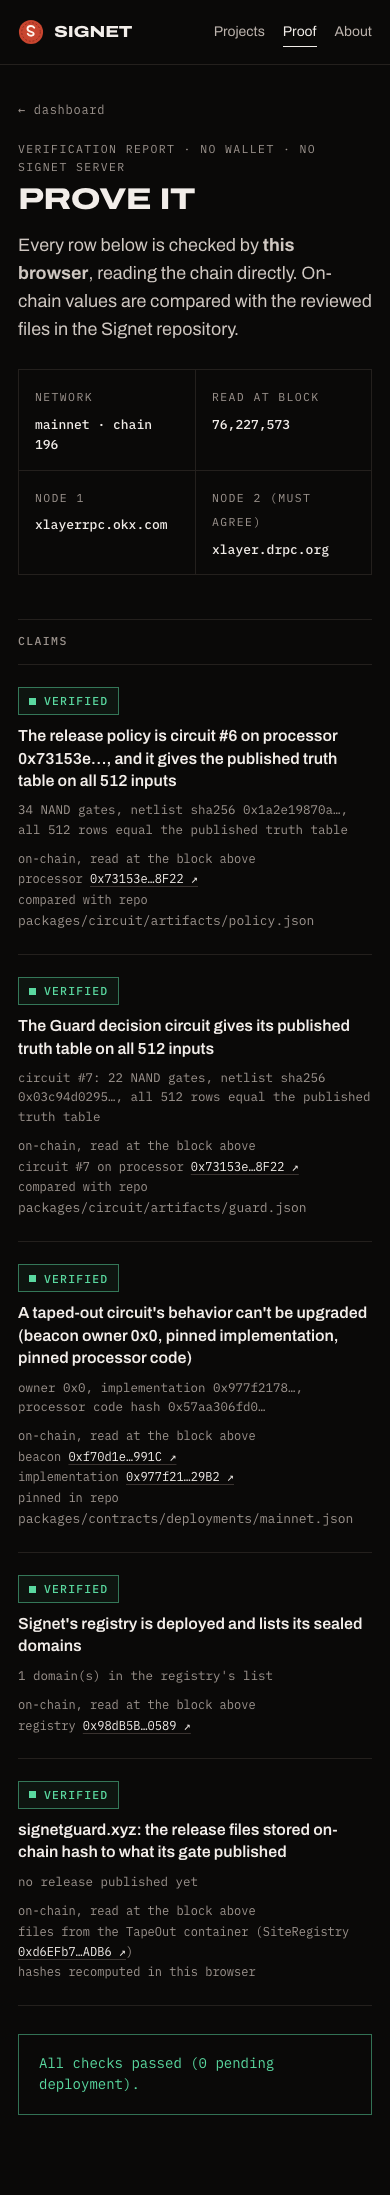 S SIGNET Projects Proof About
← dashboard
VERIFICATION REPORT · NO WALLET · NO
SIGNET SERVER
PROVE IT
Every row below is checked by this
browser, reading the chain directly. On-
chain values are compared with the reviewed
files in the Signet repository.
NETWORK
mainnet · chain
196
READ AT BLOCK
76,227,573
NODE 1
xlayerrpc.okx.com
NODE 2 (MUST
AGREE)
xlayer.drpc.org
CLAIMS
VERIFIED
The release policy is circuit #6 on processor
0x73153e..., and it gives the published truth
table on all 512 inputs
34 NAND gates, netlist sha256 0x1a2e19870a…,
all 512 rows equal the published truth table
on-chain, read at the block above
processor 0x73153e…8F22 ↗
compared with repo
packages/circuit/artifacts/policy.json
VERIFIED
The Guard decision circuit gives its published
truth table on all 512 inputs
circuit #7: 22 NAND gates, netlist sha256
0x03c94d0295…, all 512 rows equal the published
truth table
on-chain, read at the block above
circuit #7 on processor 0x73153e…8F22 ↗
compared with repo
packages/circuit/artifacts/guard.json
VERIFIED
A taped-out circuit's behavior can't be upgraded
(beacon owner 0x0, pinned implementation,
pinned processor code)
owner 0x0, implementation 0x977f2178…,
processor code hash 0x57aa306fd0…
on-chain, read at the block above
beacon 0xf70d1e…991C ↗
implementation 0x977f21…29B2 ↗
pinned in repo
packages/contracts/deployments/mainnet.json
VERIFIED
Signet's registry is deployed and lists its sealed
domains
1 domain(s) in the registry's list
on-chain, read at the block above
registry 0x98dB5B…0589 ↗
VERIFIED
signetguard.xyz: the release files stored on-
chain hash to what its gate published
no release published yet
on-chain, read at the block above
files from the TapeOut container (SiteRegistry
0xd6EFb7…ADB6 ↗)
hashes recomputed in this browser
All checks passed (0 pending
deployment).